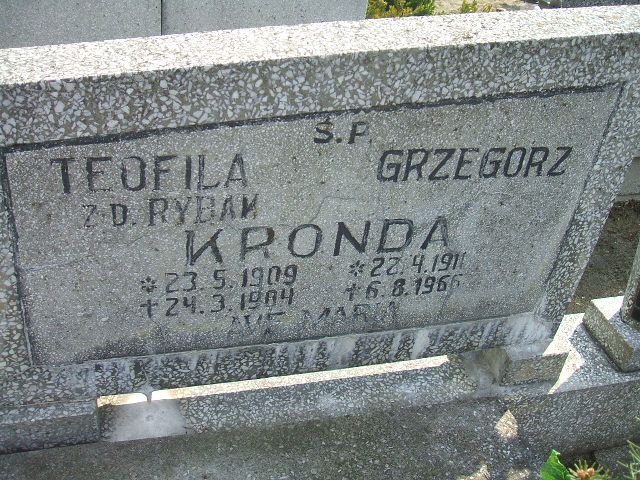 Ś.P.
TEOFILA GRZEGORZ
Z D. RYBAK
KRONDA
* 23.5.1909 * 22.4.1911
+ 24.3.1984 + 6.8.1966
AVE MARIA